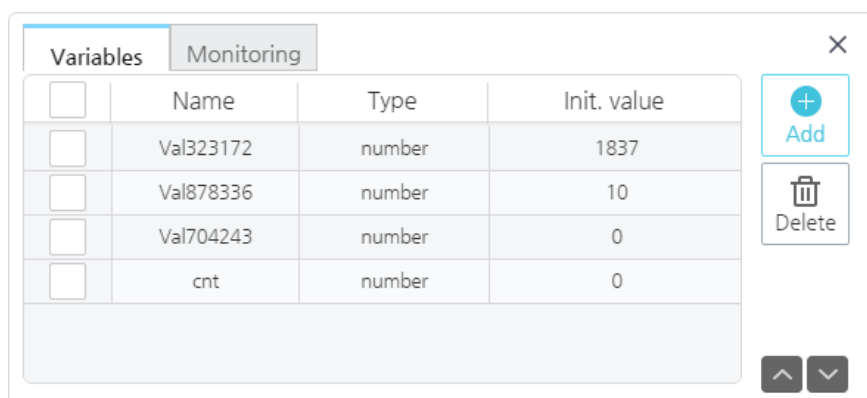 Variables Monitoring
Name Type Init. value
Val323172 number 1837
Val878336 number 10
Val704243 number 0
cnt number 0
Add
Delete